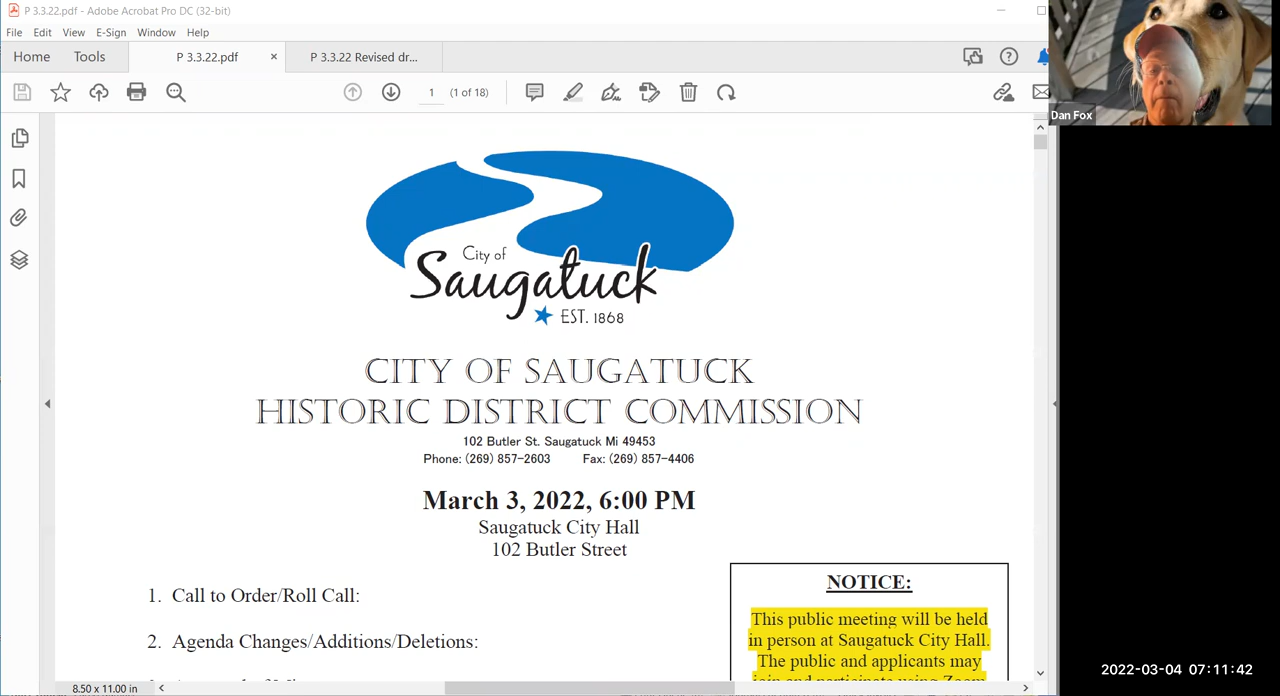 P 3.3.22.pdf - Adobe Acrobat Pro DC (32-bit)
File Edit View E-Sign Window Help
Home Tools P 3.3.22.pdf × P 3.3.22 Revised dr...
1 (1 of 18)
Dan Fox
City of
Saugatuck
EST. 1868
CITY OF SAUGATUCK
HISTORIC DISTRICT COMMISSION
102 Butler St. Saugatuck Mi 49453
Phone: (269) 857-2603 Fax: (269) 857-4406
March 3, 2022, 6:00 PM
Saugatuck City Hall
102 Butler Street
1. Call to Order/Roll Call:
2. Agenda Changes/Additions/Deletions:
NOTICE:
This public meeting will be held
in person at Saugatuck City Hall.
The public and applicants may
join and participate using Zoom
8.50 x 11.00 in
2022-03-04 07:11:42